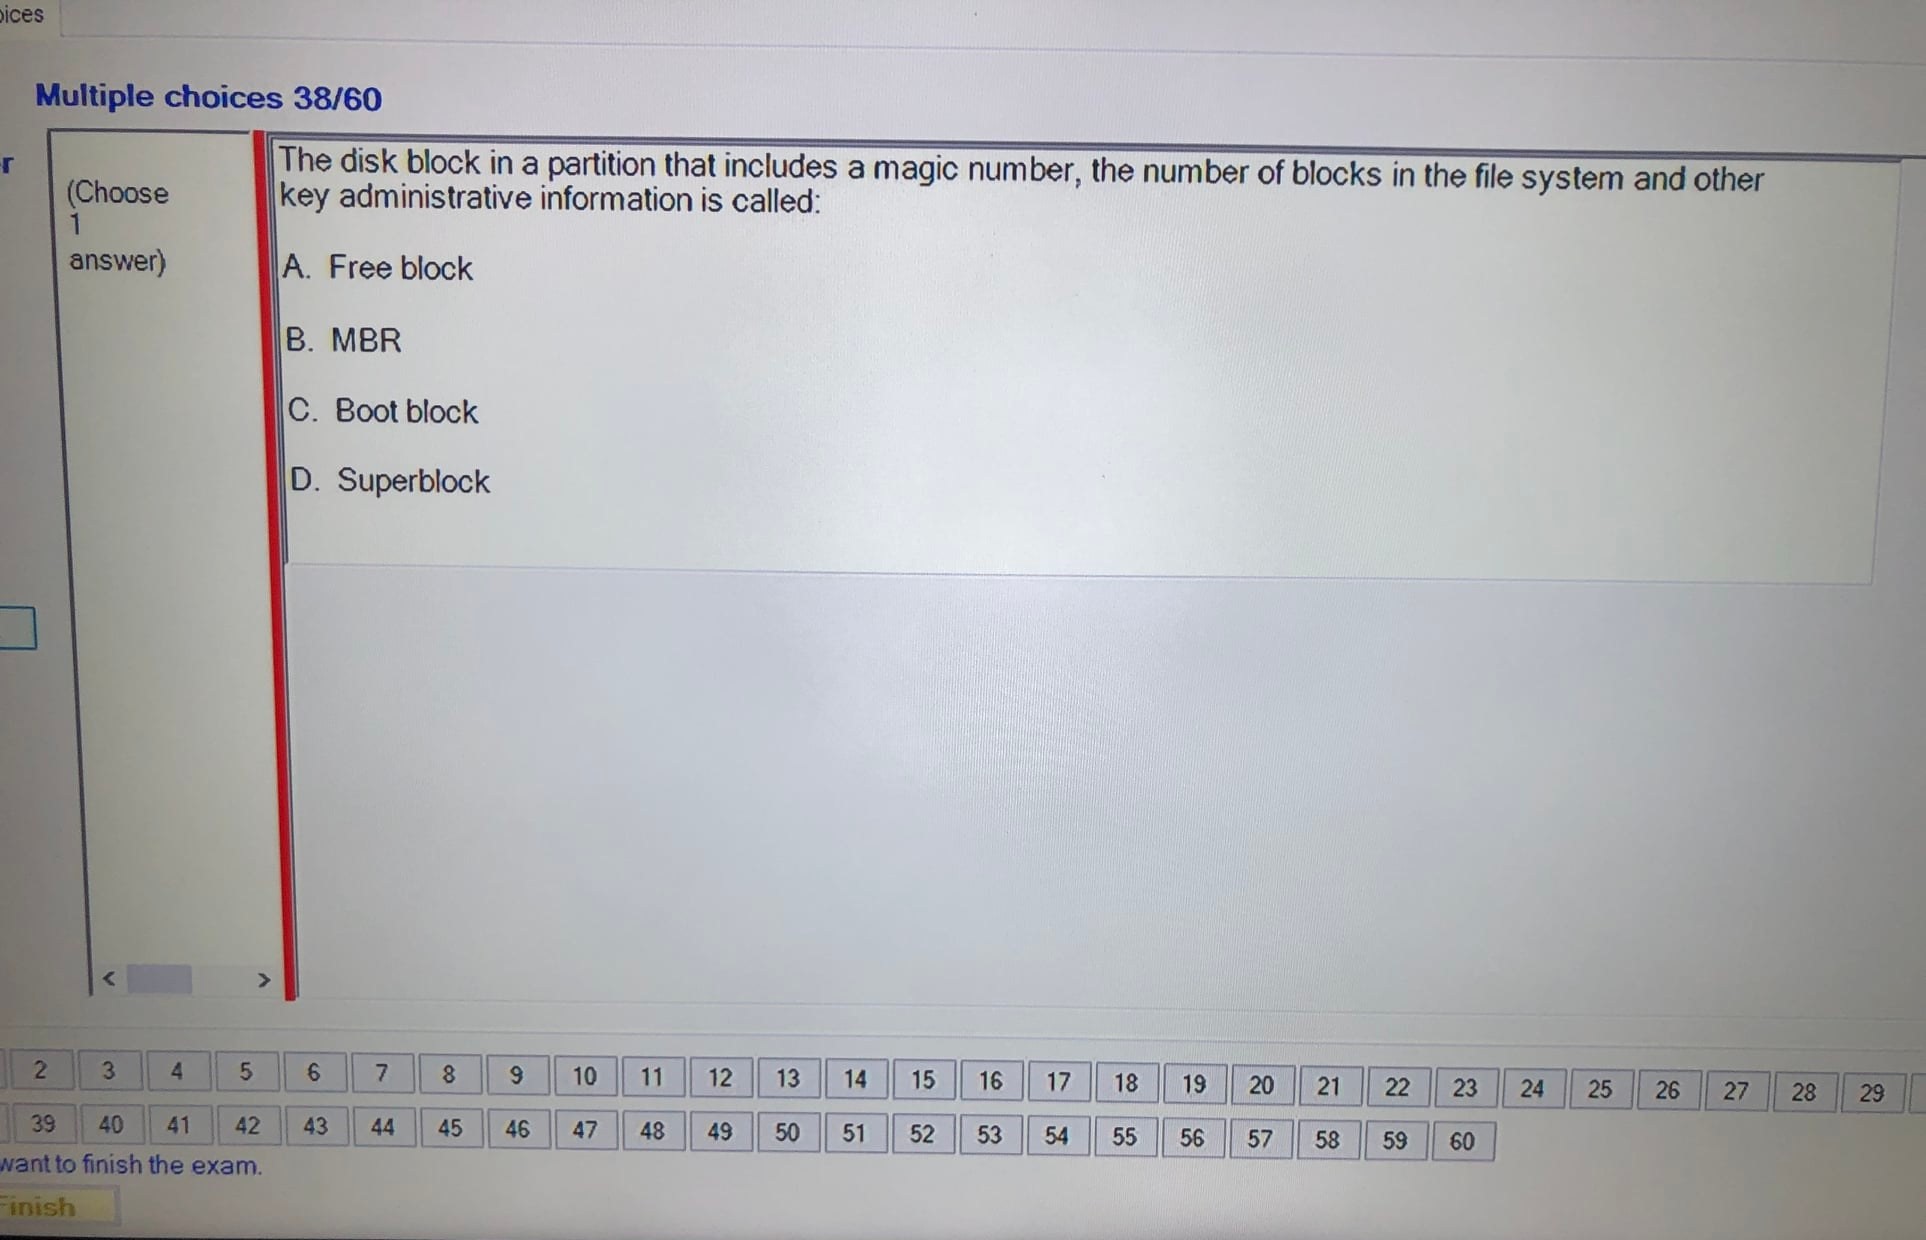 Multiple choices 38/60
r
(Choose
1
answer)
The disk block in a partition that includes a magic number, the number of blocks in the file system and other
key administrative information is called:
A. Free block
B. MBR
C. Boot block
D. Superblock
< >
2 3 4 5 6 7 8 9 10 11 12 13 14 15 16 17 18 19 20 21 22 23 24 25 26 27 28 29
39 40 41 42 43 44 45 46 47 48 49 50 51 52 53 54 55 56 57 58 59 60
want to finish the exam.
Finish